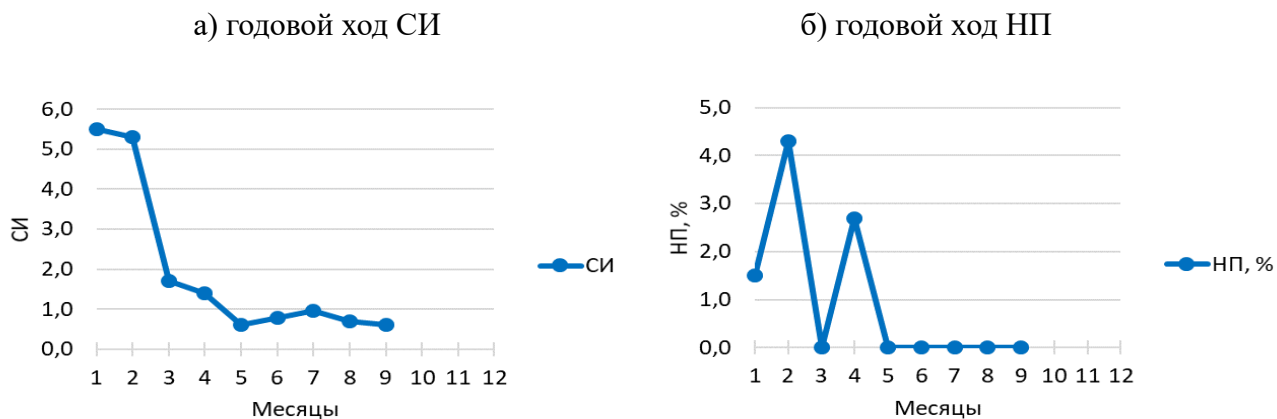 а) годовой ход СИ
6,0
5,0
4,0
3,0
2,0
1,0
0,0
СИ
1 2 3 4 5 6 7 8 9 10 11 12
Месяцы
СИ
б) годовой ход НП
5,0
4,0
3,0
2,0
1,0
0,0
НП, %
1 2 3 4 5 6 7 8 9 10 11 12
Месяцы
НП, %